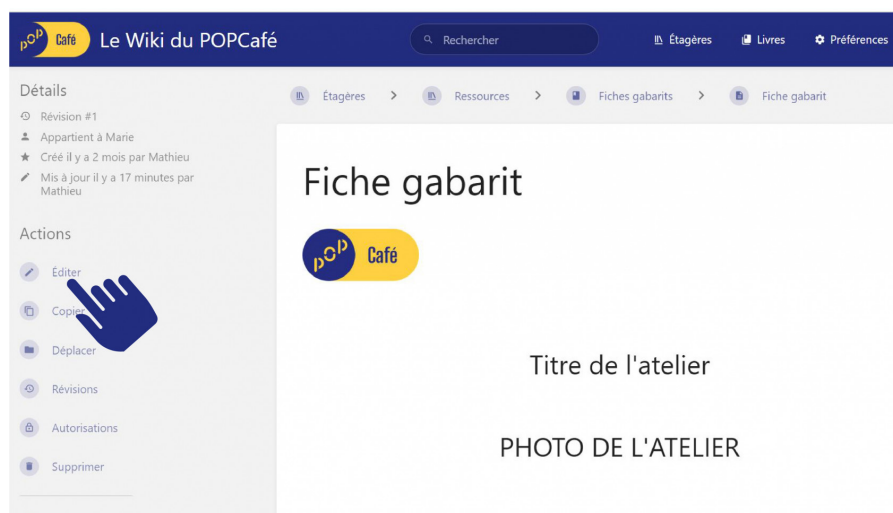 POP Café
Le Wiki du POPCafé
Rechercher
Étagères
Livres
Préférences
Détails
Révision #1
Appartient à Marie
Créé il y a 2 mois par Mathieu
Mis à jour il y a 17 minutes par
Mathieu
Actions
Éditer
Copier
Déplacer
Révisions
Autorisations
Supprimer
Étagères > Ressources > Fiches gabarits > Fiche gabarit
Fiche gabarit
POP Café
Titre de l'atelier
PHOTO DE L'ATELIER